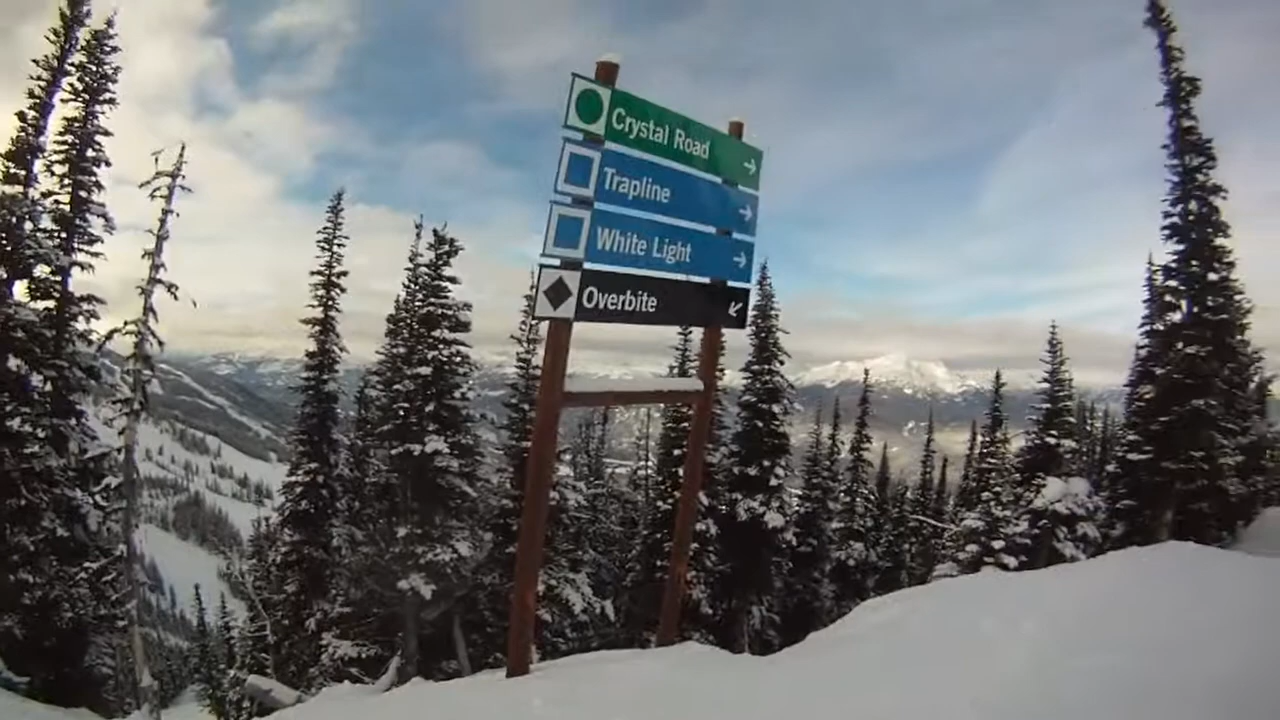 Crystal Road →
Trapline →
White Light →
Overbite ↙